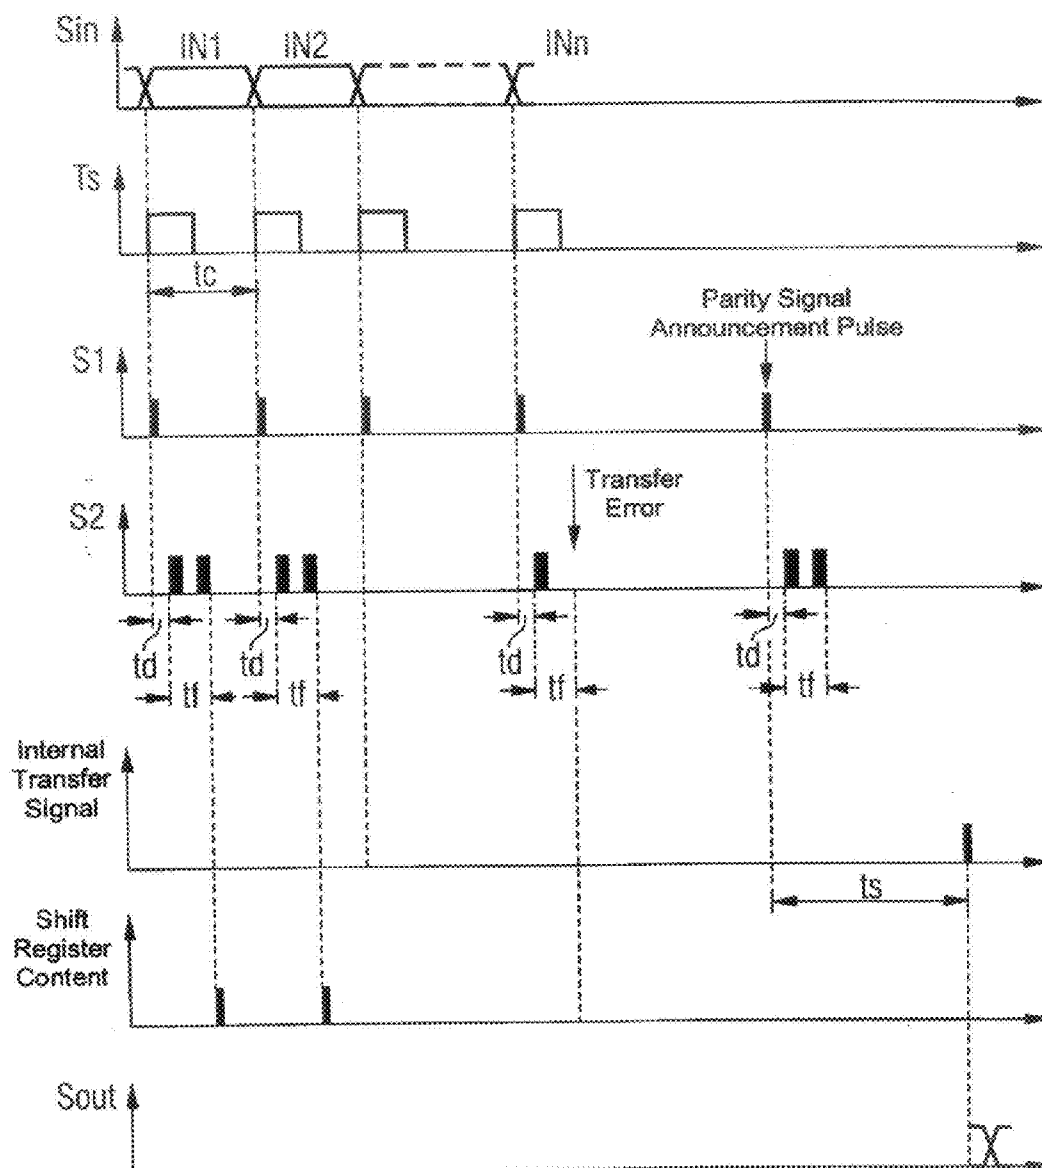 Sin
IN1
IN2
INn
Ts
tc
Parity Signal
Announcement Pulse
S1
Transfer
Error
S2
td
td
td
td
tf
tf
tf
tf
Internal
Transfer
Signal
ts
Shift
Register
Content
Sout